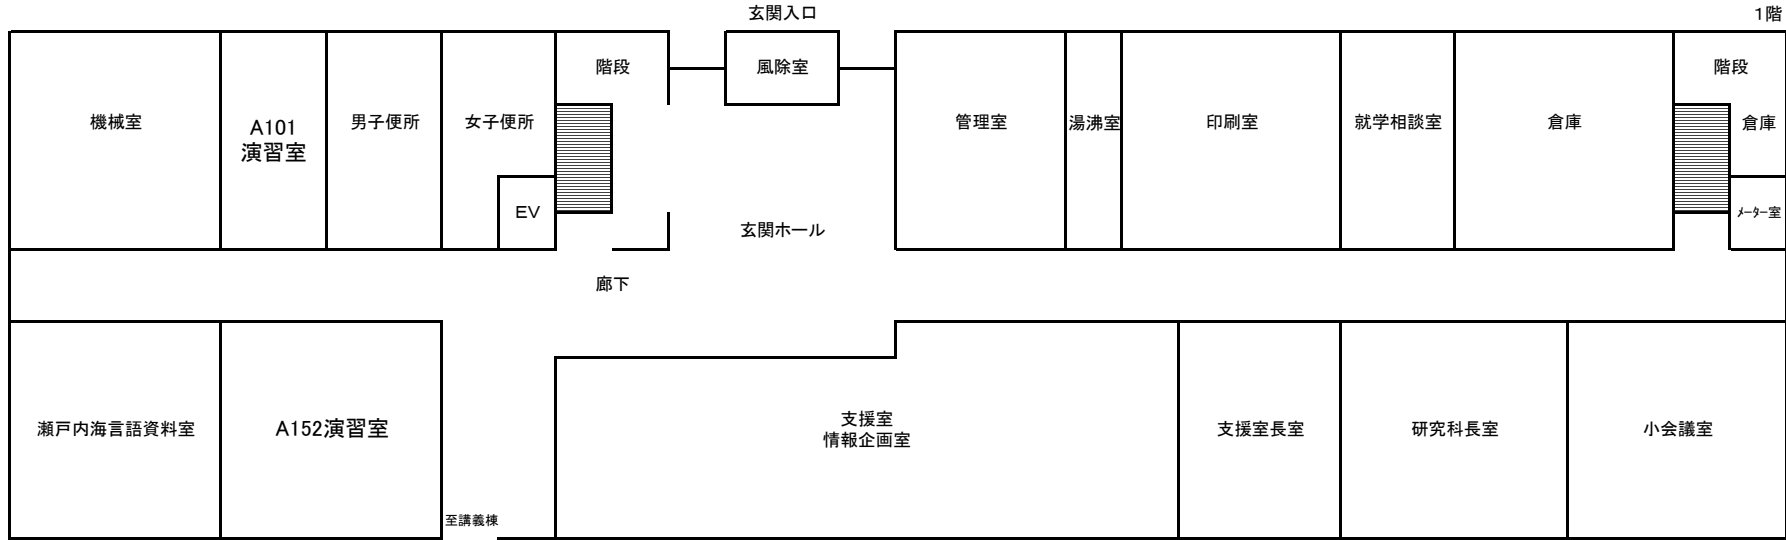 玄関入口
1階
階段
風除室
階段
機械室
A101
演習室
男子便所
女子便所
管理室
湯沸室
印刷室
就学相談室
倉庫
倉庫
EV
玄関ホール
メーター室
廊下
瀬戸内海言語資料室
A152演習室
支援室
情報企画室
支援室長室
研究科長室
小会議室
至講義棟